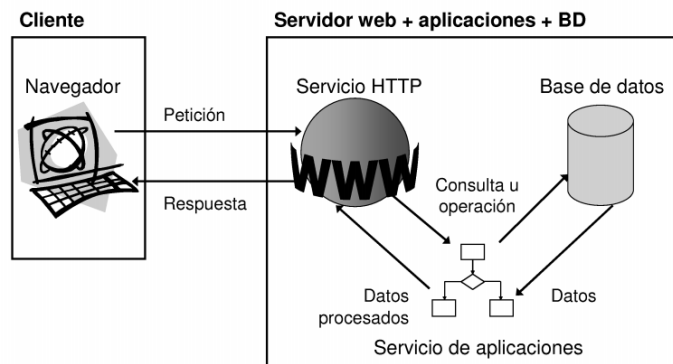 Cliente
Servidor web + aplicaciones + BD
Navegador
Servicio HTTP
Base de datos
Petición
WWW
Respuesta
Consulta u
operación
Datos
procesados
Datos
Servicio de aplicaciones